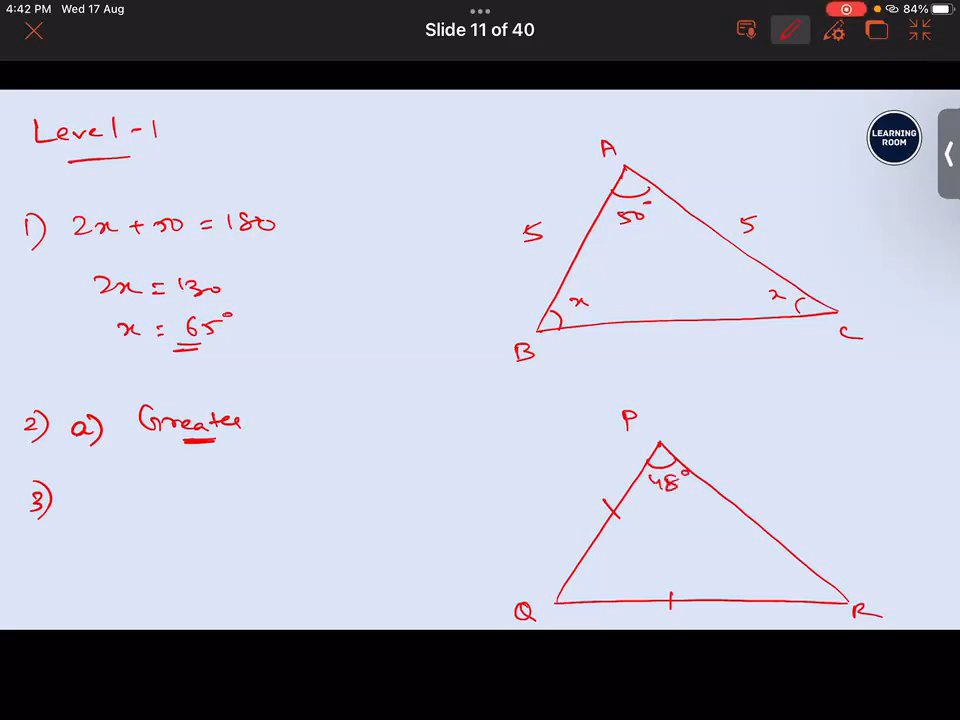 4:42 PM Wed 17 Aug
84%
Slide 11 of 40
LEARNING
ROOM
Level-1
1) 2x + 50 = 180
2x = 130
x = 65°
2) a) Greater
3)
A
50°
5
5
x
x
B
C
P
48°
Q
R